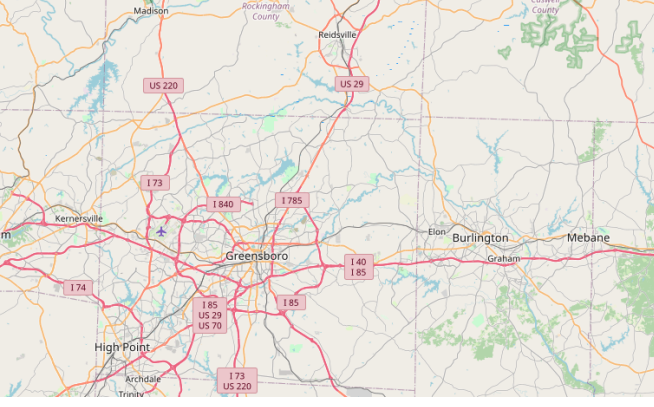 Madison
Rockingham
County
Caswell
County
Reidsville
US 220
US 29
I 73
I 840
I 785
Kernersville
m
Elon
Burlington
Mebane
Greensboro
Graham
I 40
I 85
I 74
I 85
US 29
US 70
I 85
High Point
I 73
US 220
Archdale
Trinity